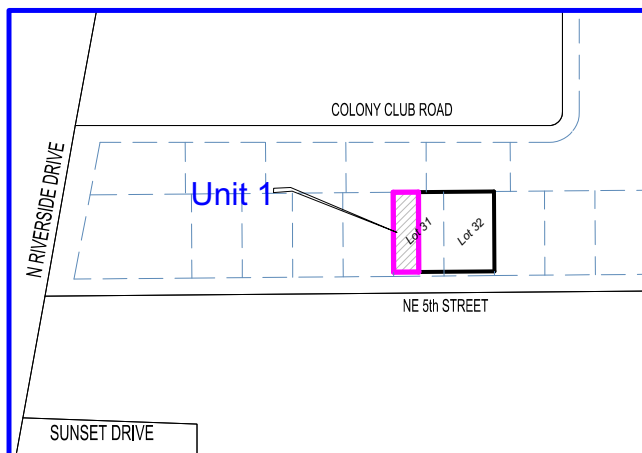 COLONY CLUB ROAD
N RIVERSIDE DRIVE
Unit 1
Lot 31
Lot 32
NE 5th STREET
SUNSET DRIVE